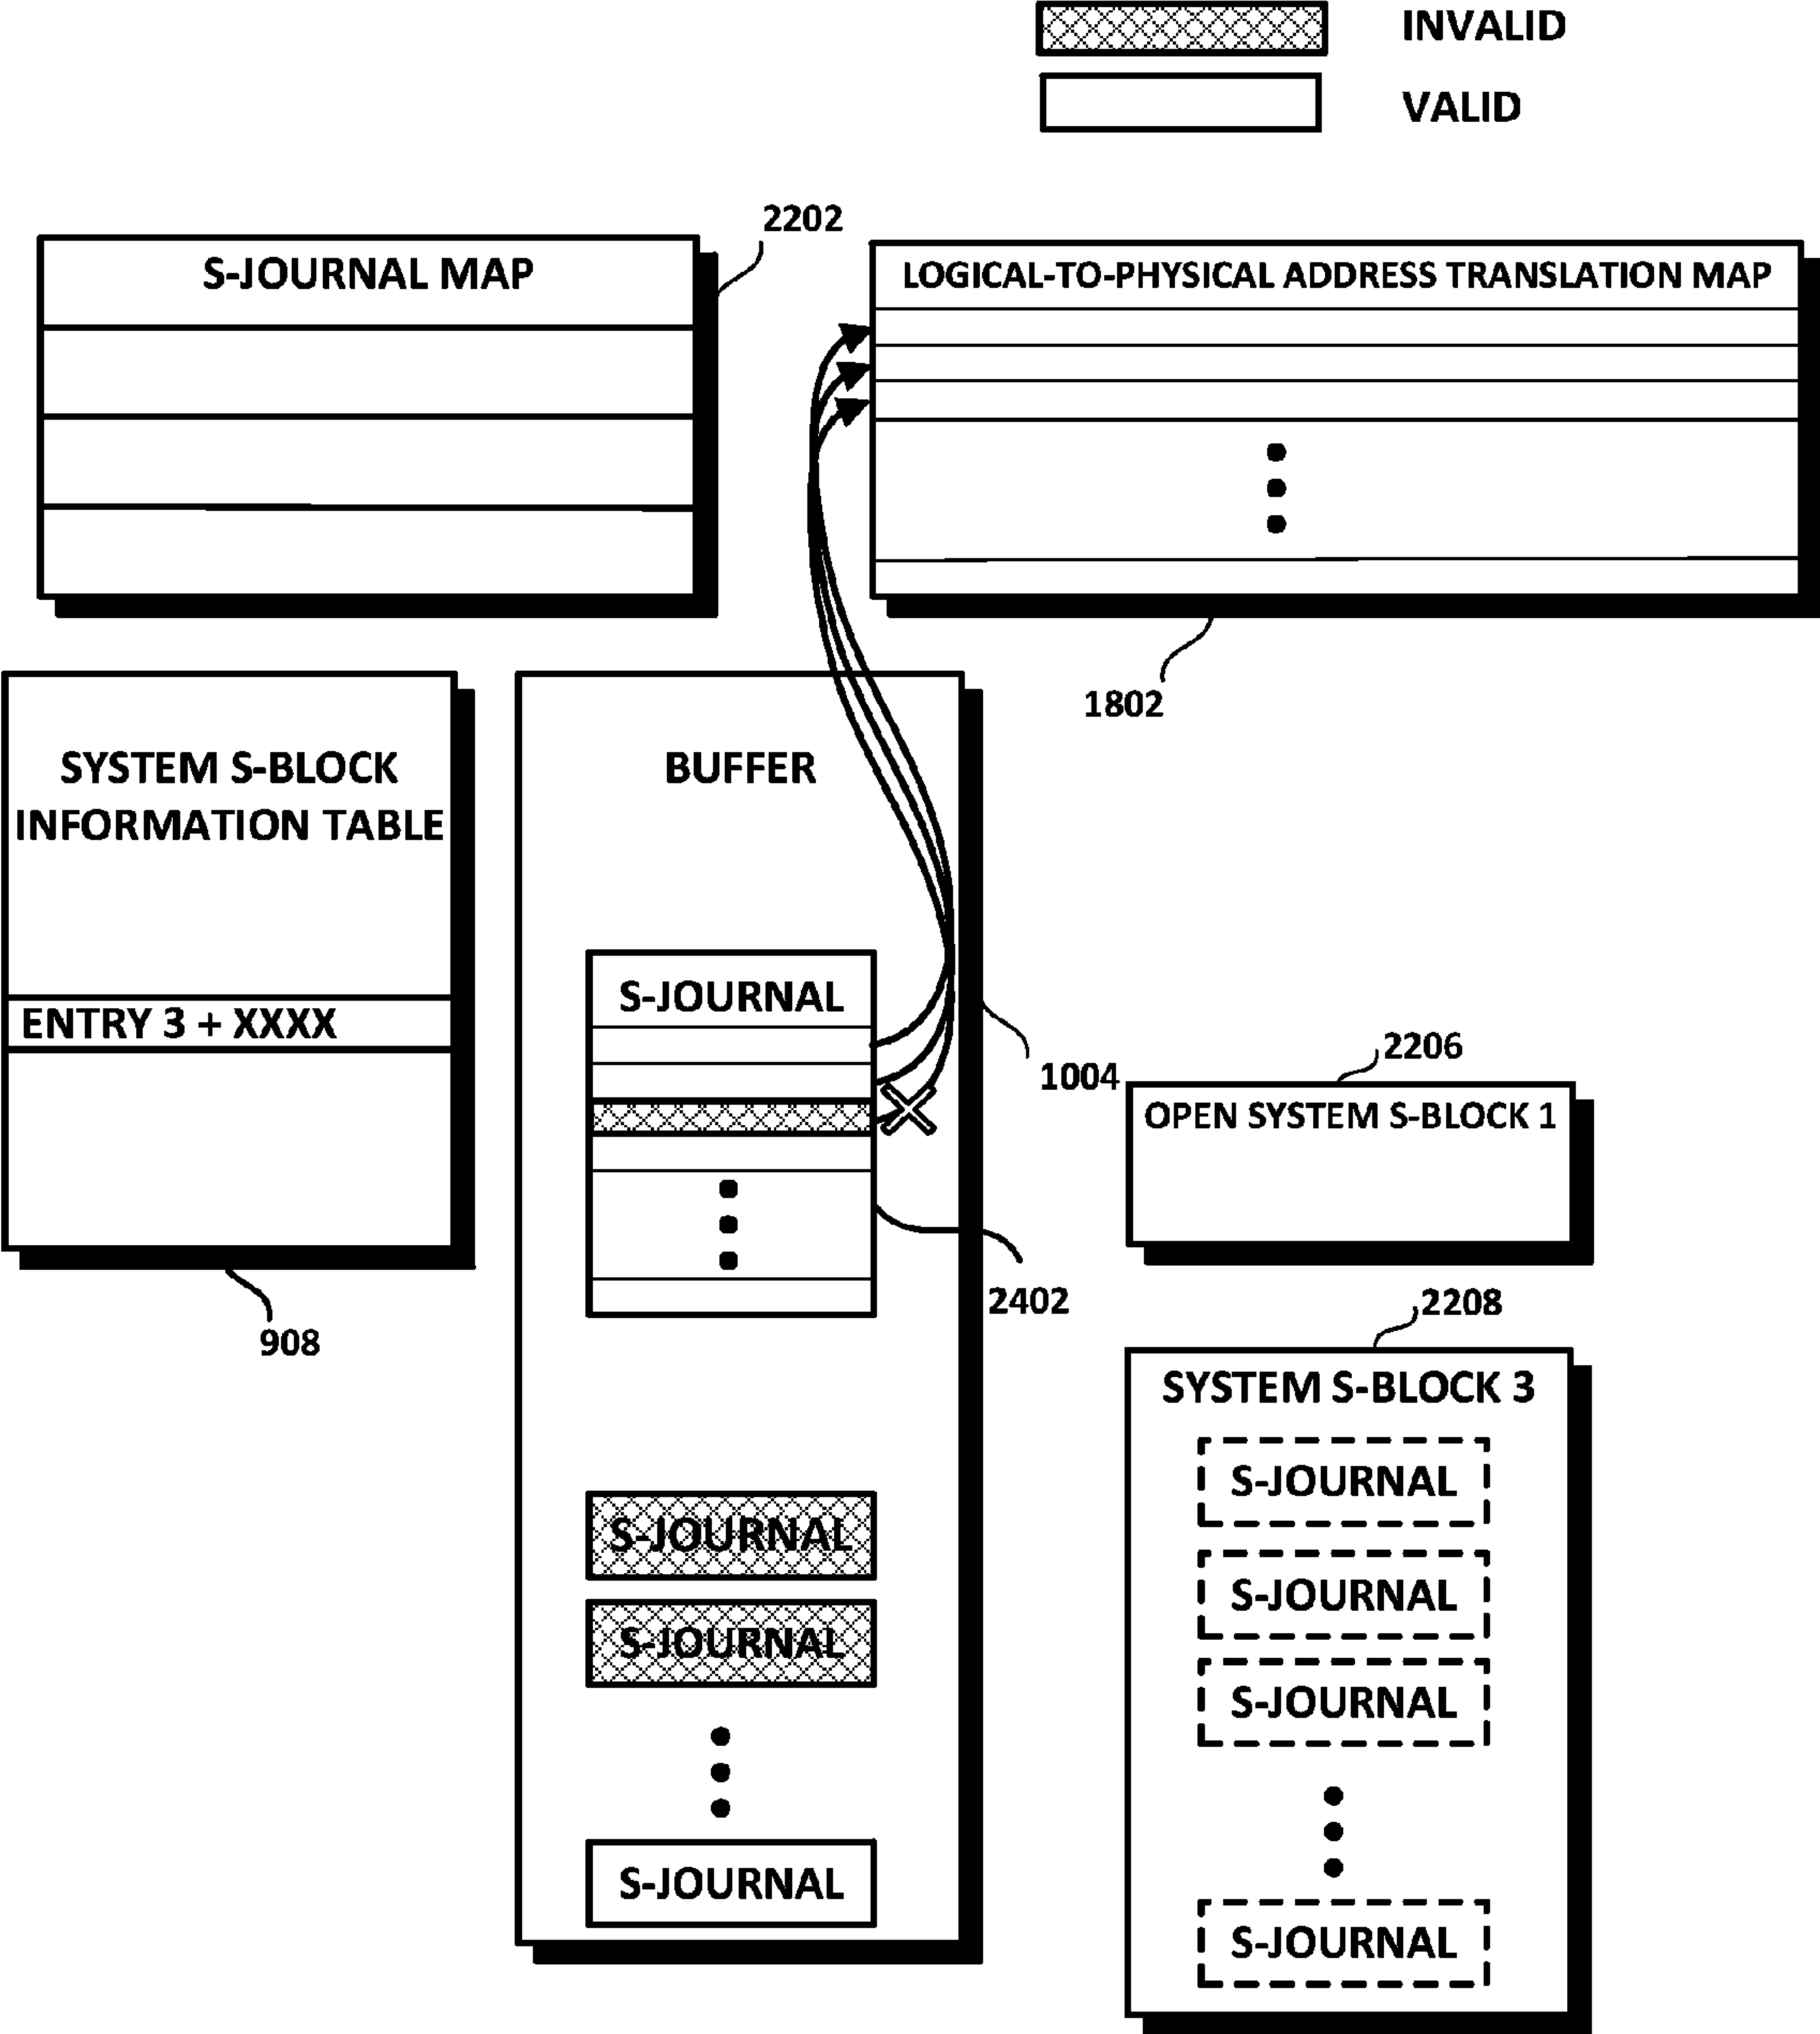 INVALID
VALID
2202
S-JOURNAL MAP
LOGICAL-TO-PHYSICAL ADDRESS TRANSLATION MAP
1802
SYSTEM S-BLOCK
INFORMATION TABLE
ENTRY 3 + XXXX
908
BUFFER
S-JOURNAL
1004
2402
S-JOURNAL
S-JOURNAL
S-JOURNAL
2206
OPEN SYSTEM S-BLOCK 1
2208
SYSTEM S-BLOCK 3
S-JOURNAL
S-JOURNAL
S-JOURNAL
S-JOURNAL